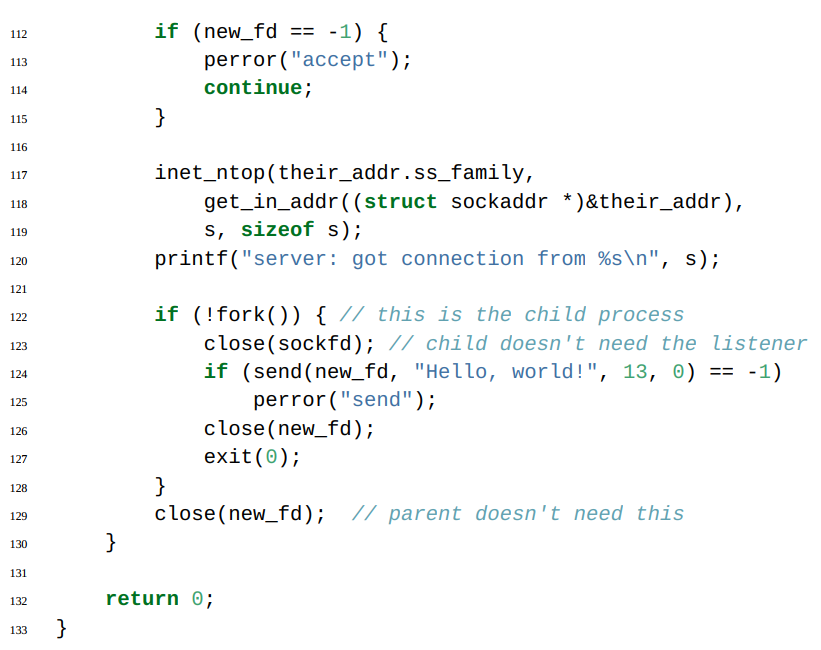 112             if (new_fd == -1) {
113                 perror("accept");
114                 continue;
115             }
116
117             inet_ntop(their_addr.ss_family,
118                 get_in_addr((struct sockaddr *)&their_addr),
119                 s, sizeof s);
120             printf("server: got connection from %s\n", s);
121
122             if (!fork()) { // this is the child process
123                 close(sockfd); // child doesn't need the listener
124                 if (send(new_fd, "Hello, world!", 13, 0) == -1)
125                     perror("send");
126                 close(new_fd);
127                 exit(0);
128             }
129             close(new_fd);  // parent doesn't need this
130         }
131
132         return 0;
133     }